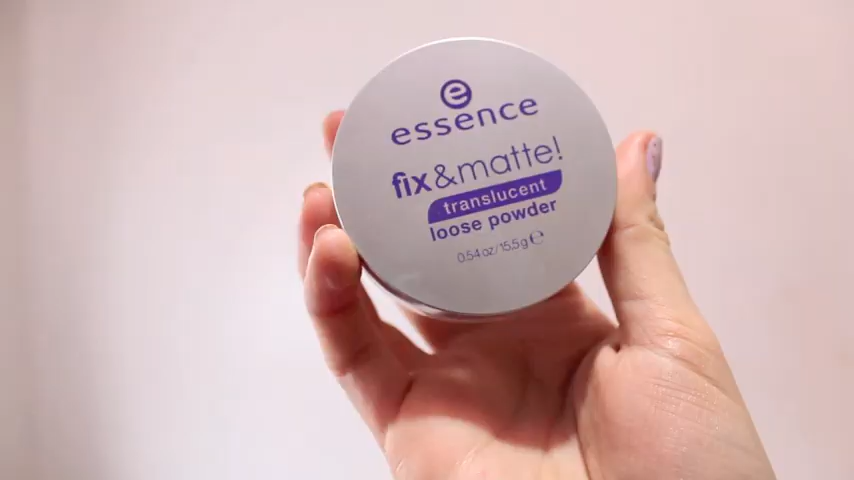 e
essence
fix&matte!
translucent
loose powder
0.54 oz/15.5g℮